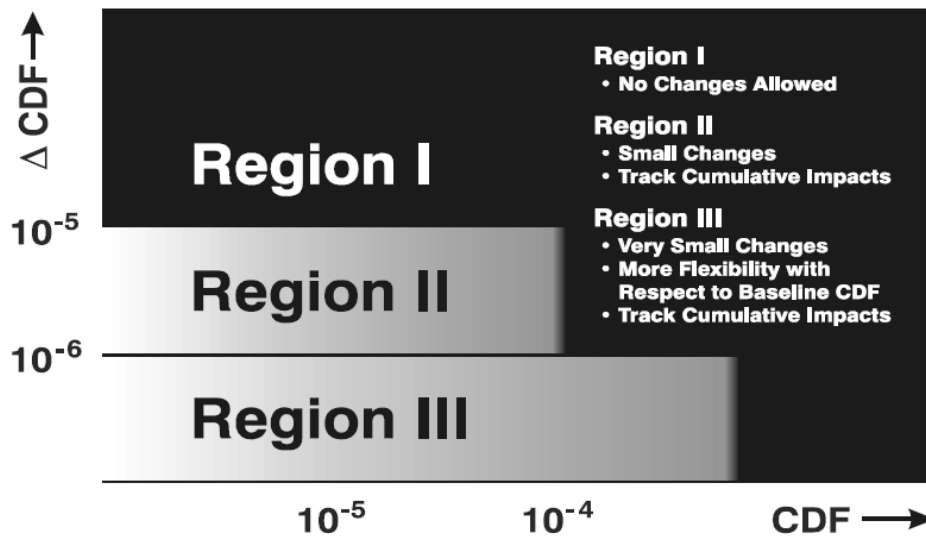 Δ CDF→
Region I
• No Changes Allowed
Region II
• Small Changes
• Track Cumulative Impacts
Region III
• Very Small Changes
• More Flexibility with
Respect to Baseline CDF
• Track Cumulative Impacts
Region I
10⁻⁵
Region II
10⁻⁶
Region III
10⁻⁵
10⁻⁴
CDF →